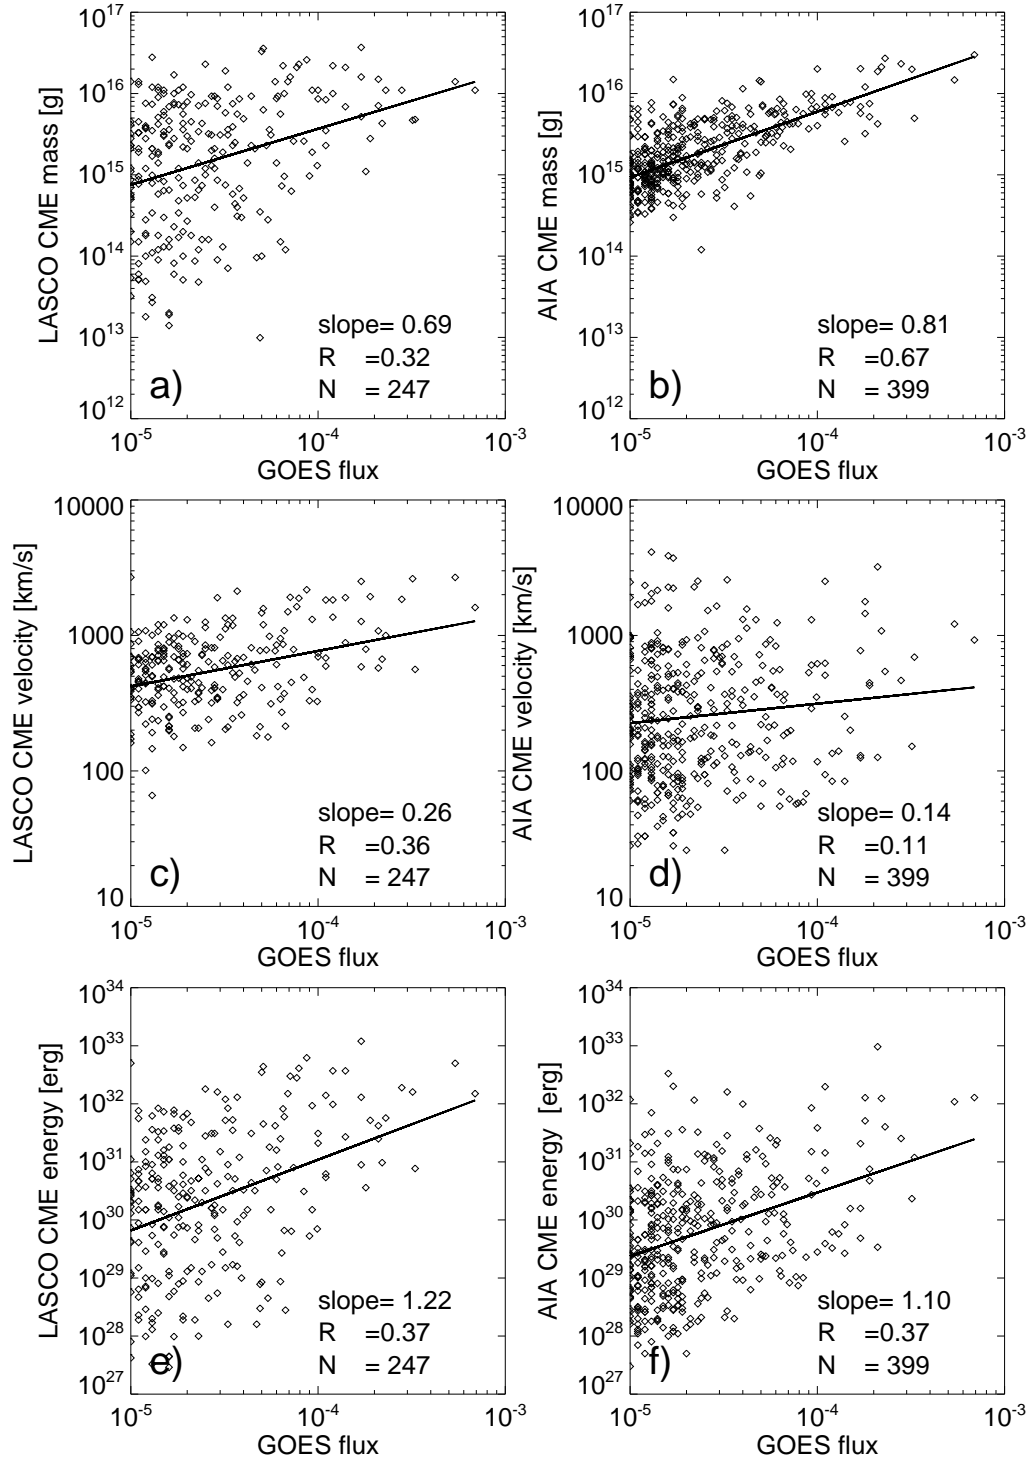 10^17
10^16
10^15
10^14
10^13
10^12
LASCO CME mass [g]
slope= 0.69
R =0.32
N = 247
a)
10^-5 10^-4 10^-3
GOES flux
10^17
10^16
10^15
10^14
10^13
10^12
AIA CME mass [g]
slope= 0.81
R =0.67
N = 399
b)
10^-5 10^-4 10^-3
GOES flux
10000
1000
100
10
LASCO CME velocity [km/s]
slope= 0.26
R =0.36
N = 247
c)
10^-5 10^-4 10^-3
GOES flux
10000
1000
100
10
AIA CME velocity [km/s]
slope= 0.14
R =0.11
N = 399
d)
10^-5 10^-4 10^-3
GOES flux
10^34
10^33
10^32
10^31
10^30
10^29
10^28
10^27
LASCO CME energy [erg]
slope= 1.22
R =0.37
N = 247
e)
10^-5 10^-4 10^-3
GOES flux
10^34
10^33
10^32
10^31
10^30
10^29
10^28
10^27
AIA CME energy [erg]
slope= 1.10
R =0.37
N = 399
f)
10^-5 10^-4 10^-3
GOES flux